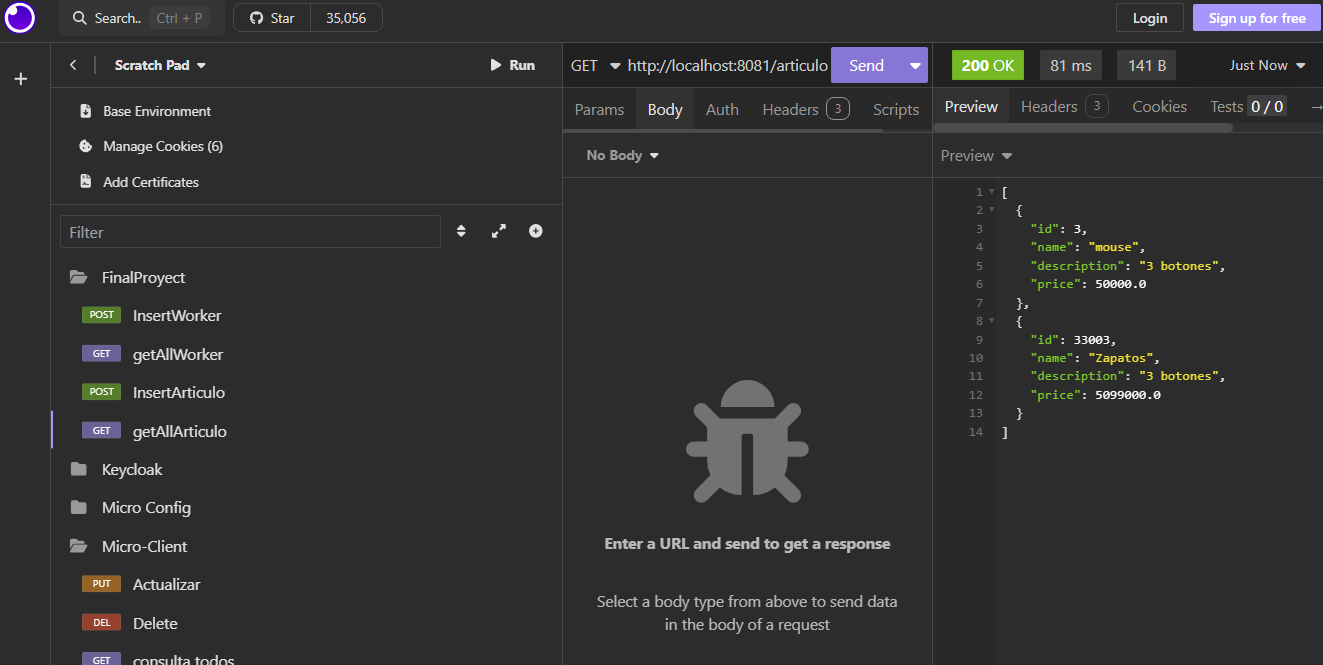 Search.. Ctrl + P Star 35,056 Login Sign up for free
Scratch Pad Run
Base Environment
Manage Cookies (6)
Add Certificates
Filter
FinalProyect
POST InsertWorker
GET getAllWorker
POST InsertArticulo
GET getAllArticulo
Keycloak
Micro Config
Micro-Client
PUT Actualizar
DEL Delete
GET consulta todos
GET http://localhost:8081/articulo Send
Params Body Auth Headers 3 Scripts
No Body
Enter a URL and send to get a response
Select a body type from above to send data
in the body of a request
200 OK 81 ms 141 B Just Now
Preview Headers 3 Cookies Tests 0 / 0 →
Preview
1 [
2 {
3 "id": 3,
4 "name": "mouse",
5 "description": "3 botones",
6 "price": 50000.0
7 },
8 {
9 "id": 33003,
10 "name": "Zapatos",
11 "description": "3 botones",
12 "price": 5099000.0
13 }
14 ]